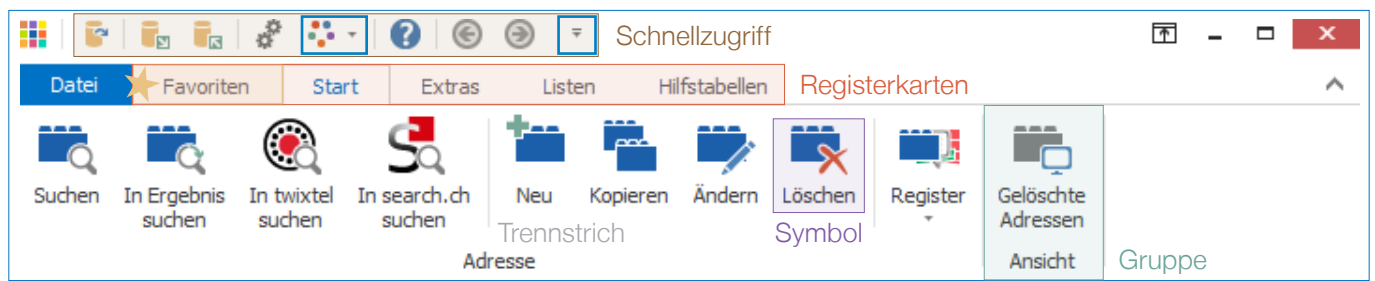 Schnellzugriff
Datei Favoriten Start Extras Listen Hilfstabellen Registerkarten
Suchen In Ergebnis In twixtel In search.ch Neu Kopieren Ändern Löschen Register Gelöschte
suchen suchen suchen Adressen
Trennstrich Symbol
Adresse Ansicht Gruppe